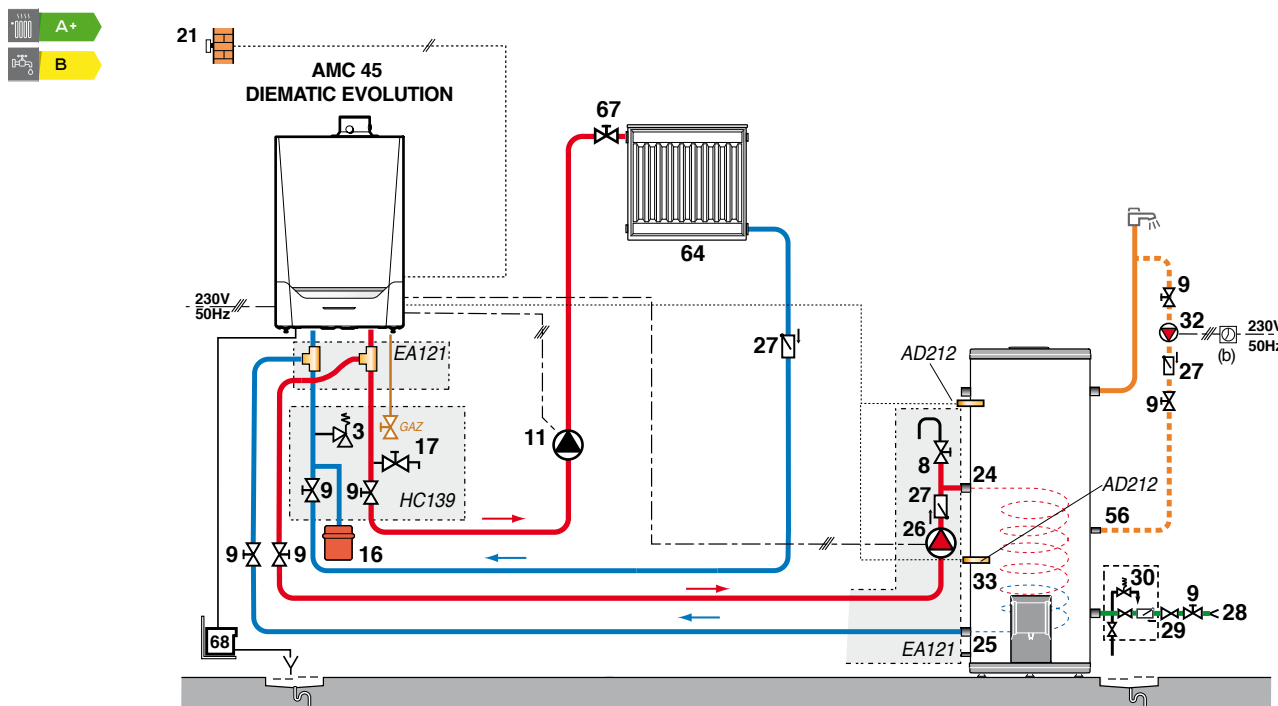 A+
B
21
AMC 45
DIEMATIC EVOLUTION
67
64
230V
50Hz
EA121
3
GAZ
17
9
9
HC139
16
9
9
11
27
68
AD212
8
24
27
26
33
25
EA121
AD212
56
9
32
230V
50Hz
(b)
27
9
30
9
28
29